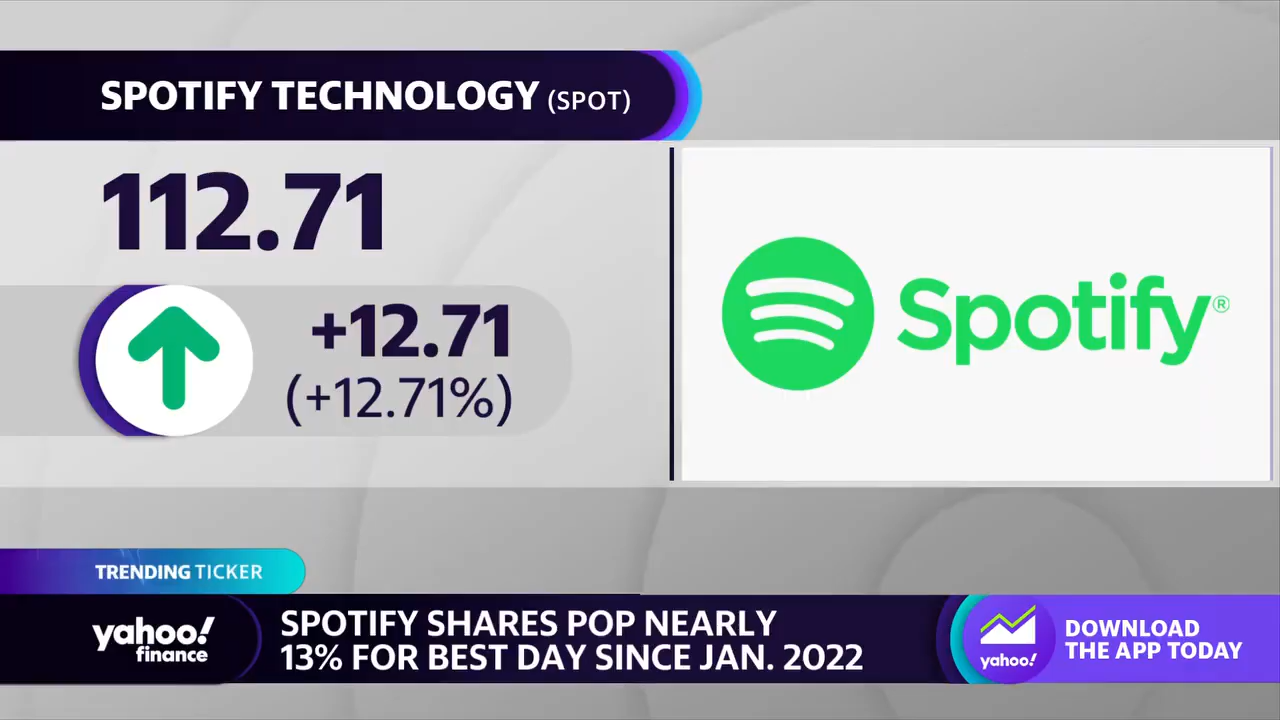 SPOTIFY TECHNOLOGY (SPOT)
112.71
+12.71
(+12.71%)
Spotify®
TRENDING TICKER
yahoo!
finance
SPOTIFY SHARES POP NEARLY
13% FOR BEST DAY SINCE JAN. 2022
yahoo!
DOWNLOAD
THE APP TODAY